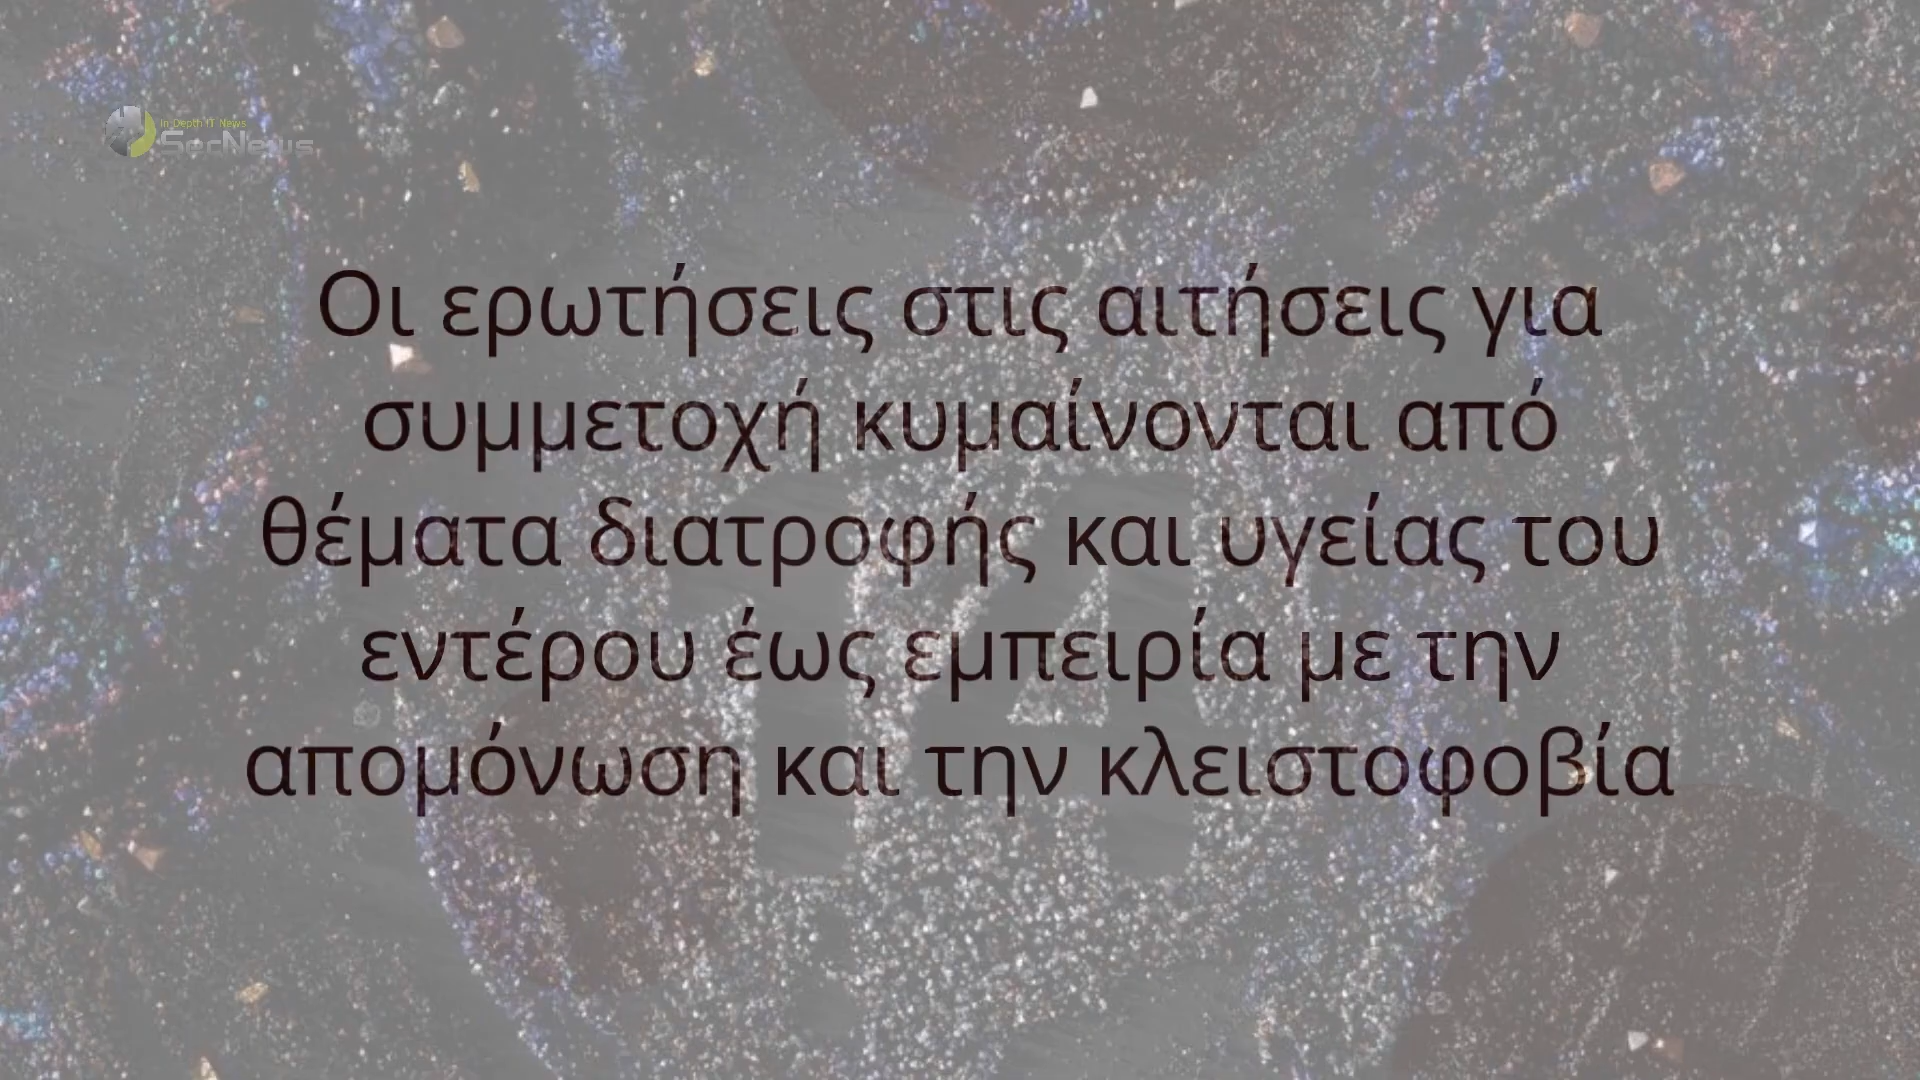 In-Depth IT News
SecNews
Οι ερωτήσεις στις αιτήσεις για
συμμετοχή κυμαίνονται από
θέματα διατροφής και υγείας του
εντέρου έως εμπειρία με την
απομόνωση και την κλειστοφοβία
14